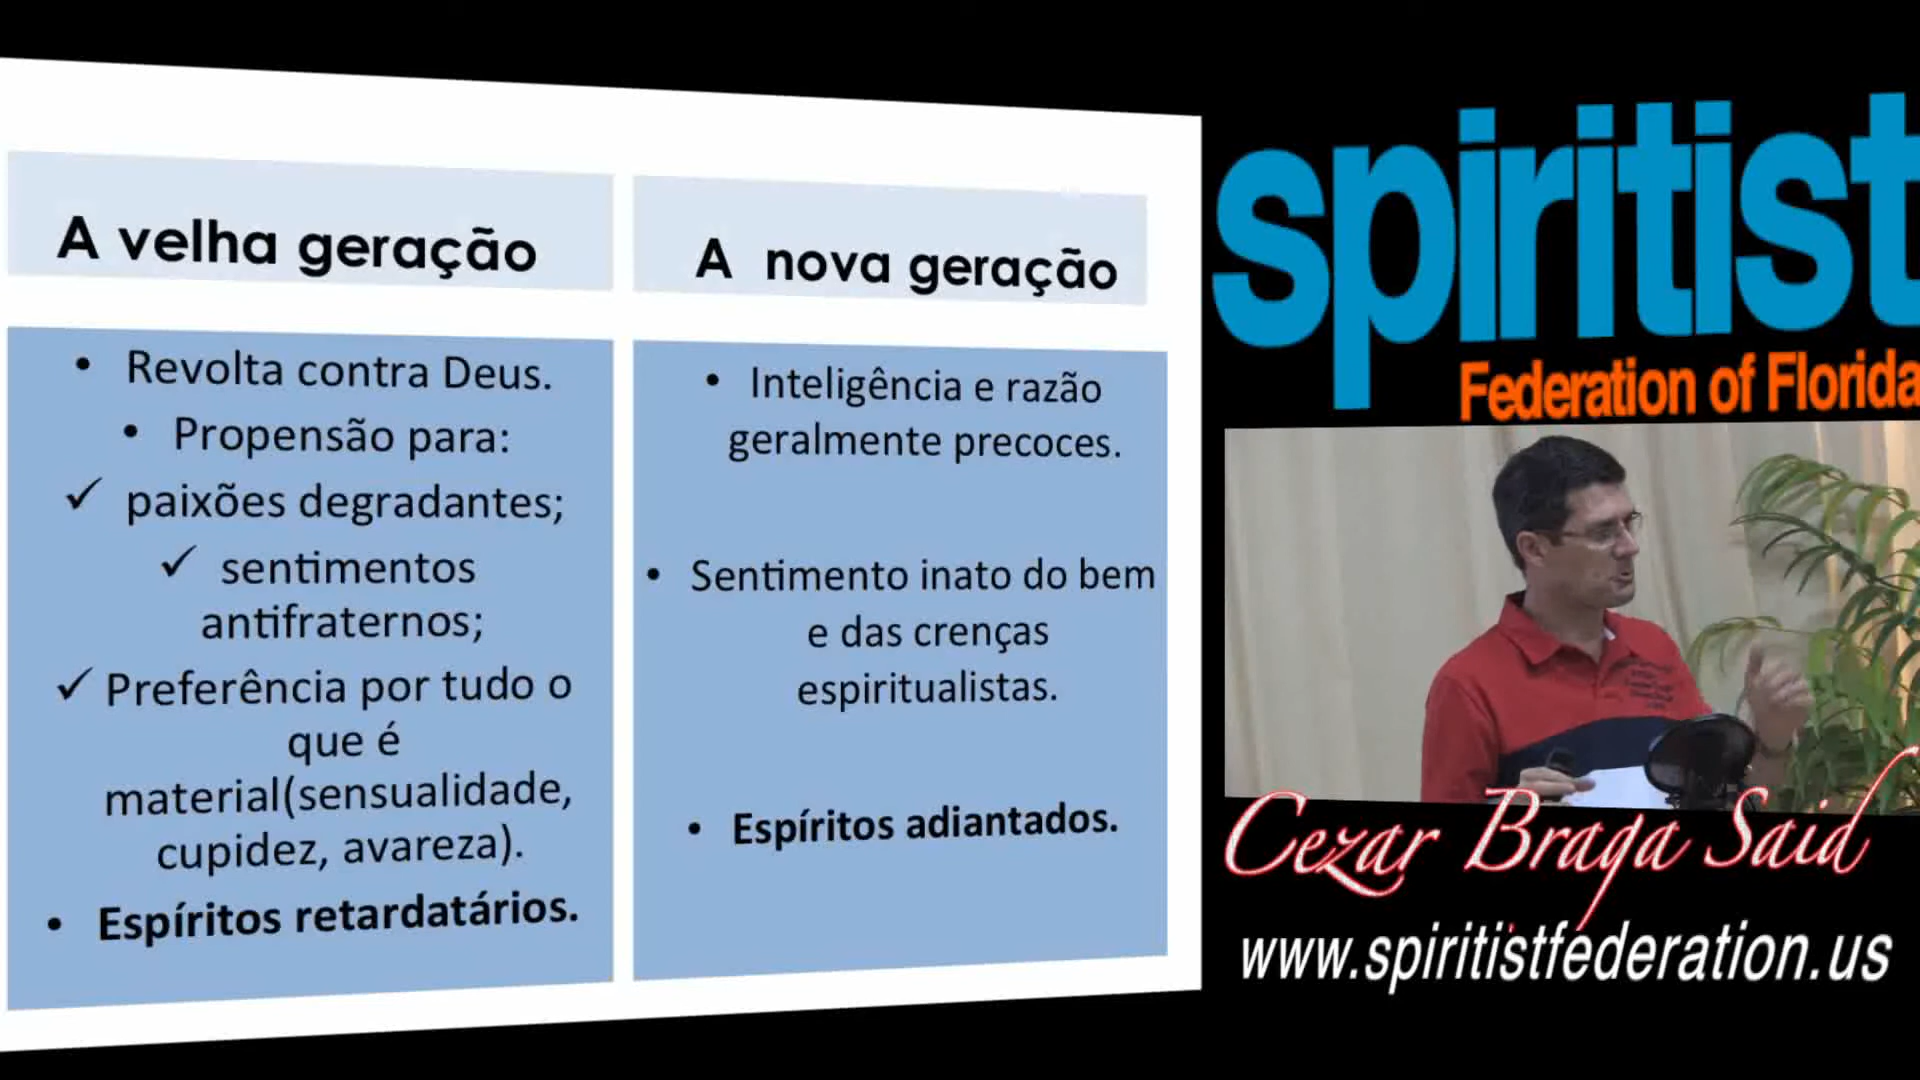 A velha geração
• Revolta contra Deus.
• Propensão para:
✓ paixões degradantes;
✓ sentimentos
antifraternos;
✓ Preferência por tudo o
que é
material(sensualidade,
cupidez, avareza).
• Espíritos retardatários.
A nova geração
• Inteligência e razão
geralmente precoces.
• Sentimento inato do bem
e das crenças
espiritualistas.
• Espíritos adiantados.
spiritist
Federation of Florida
Cezar Braga Said
www.spiritistfederation.us